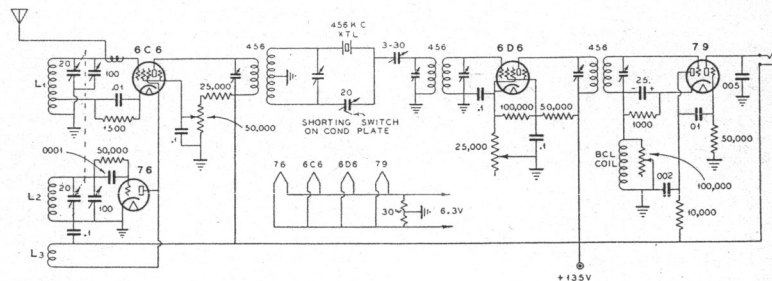 456 KC
XTL
6C6
456
3-30
456
6D6
456
79
20
100
L1
.01
1500
25,000
50,000
.1
20
SHORTING SWITCH
ON COND PLATE
.1
100,000
50,000
.1
25,000
25.
- +
1000
01
005
50,000
.0001
50,000
76
L2
20
100
.1
L3
76 6C6 6D6 79
30
6.3V
BCL
COIL
100,000
.002
10,000
+135V